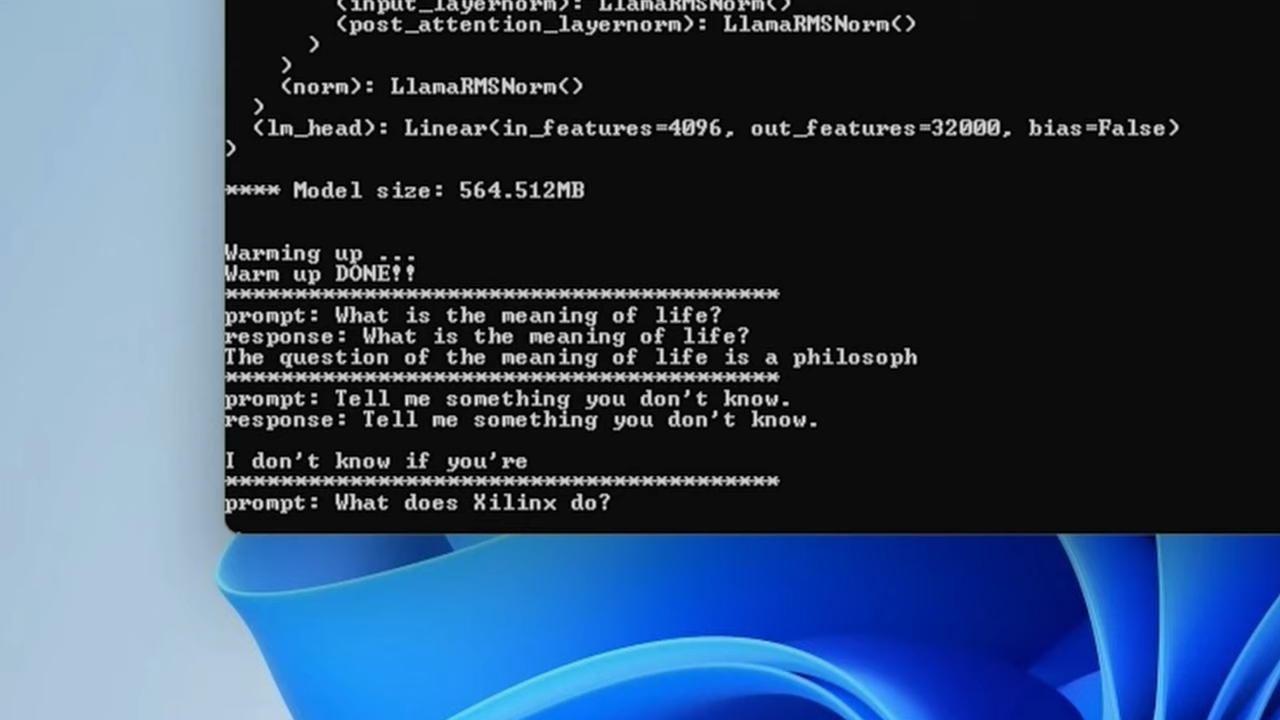 (input_layernorm): LlamaRMSNorm()
(post_attention_layernorm): LlamaRMSNorm()
)
)
(norm): LlamaRMSNorm()
)
(lm_head): Linear(in_features=4096, out_features=32000, bias=False)
)
**** Model size: 564.512MB
Warming up ...
Warm up DONE!!
****************************************
prompt: What is the meaning of life?
response: What is the meaning of life?
The question of the meaning of life is a philosoph
****************************************
prompt: Tell me something you don't know.
response: Tell me something you don't know.
I don't know if you're
****************************************
prompt: What does Xilinx do?